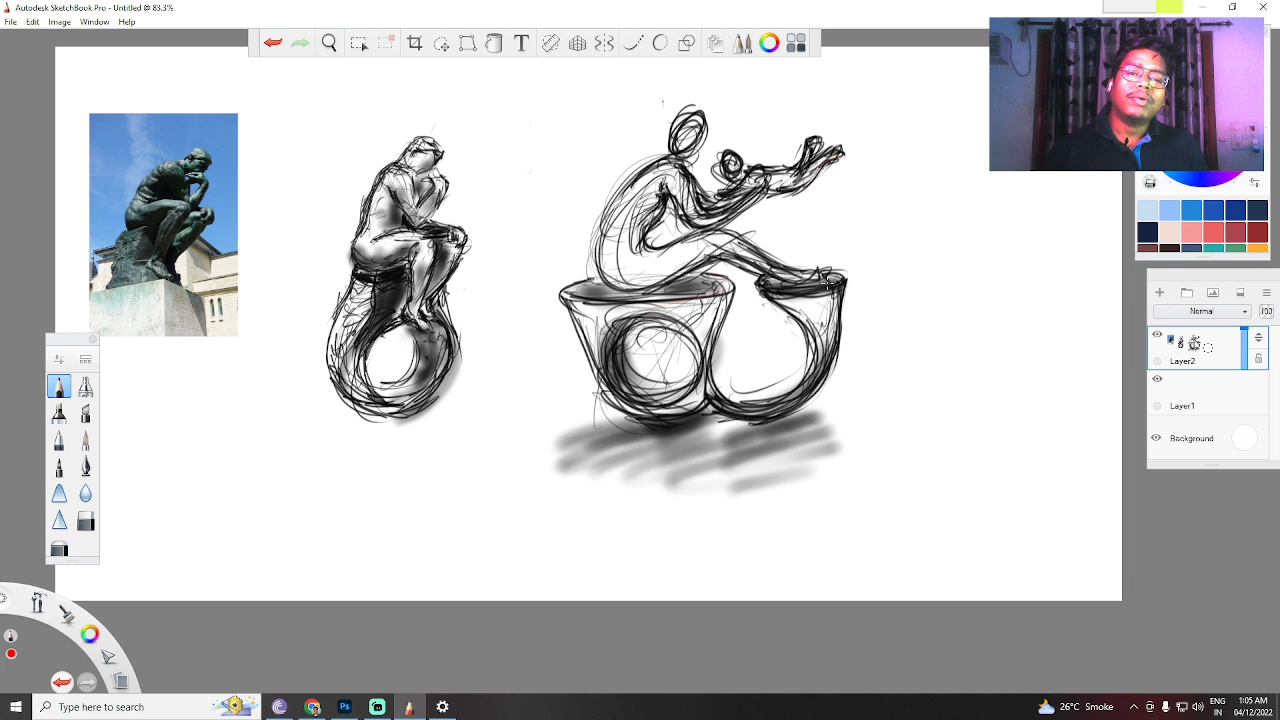 Autodesk SketchBook Pro - Untitled @ 83.3%
File Edit Image Window Help
T
Normal
Layer2
Layer1
Background
Type here to search
Ps
26°C Smoke
ENG
IN
1:05 AM
04/12/2022